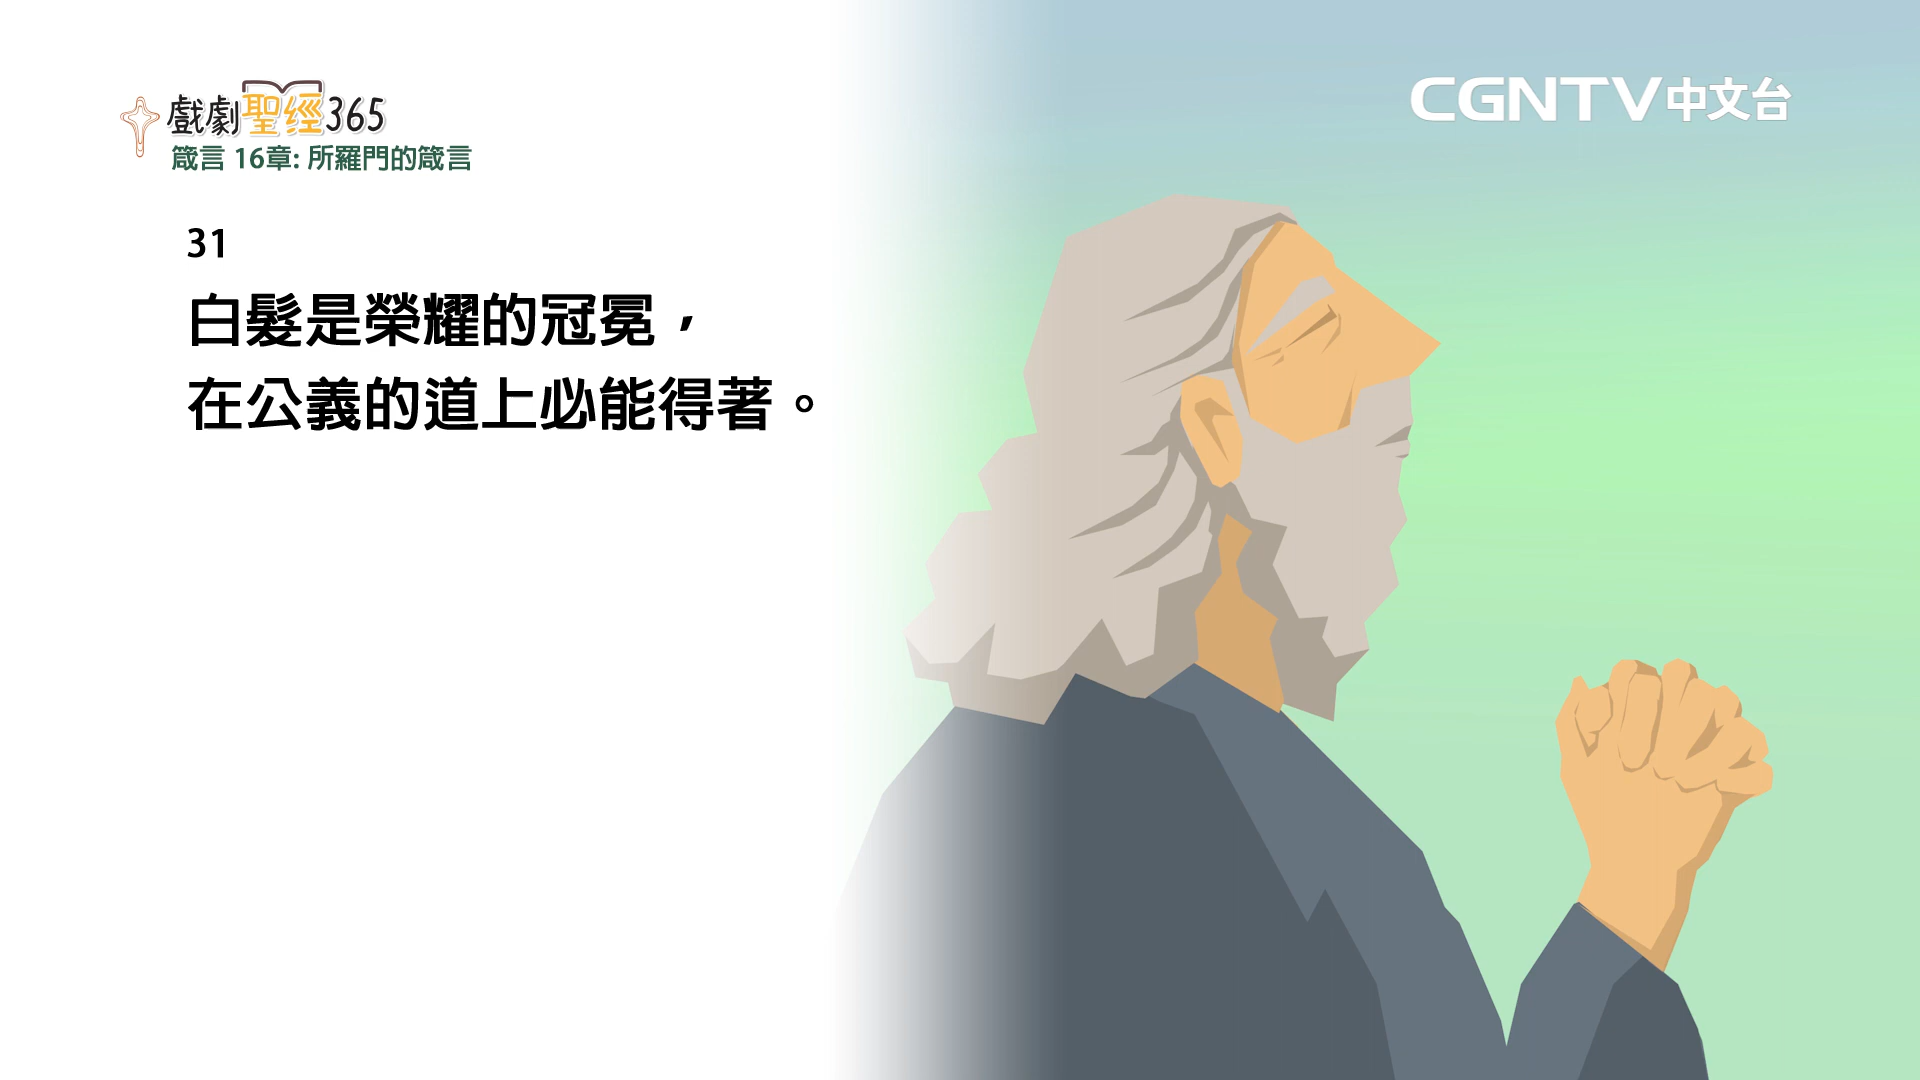 戲劇聖經365
CGNTV中文台
箴言 16章: 所羅門的箴言
31
白髮是榮耀的冠冕，
在公義的道上必能得著。